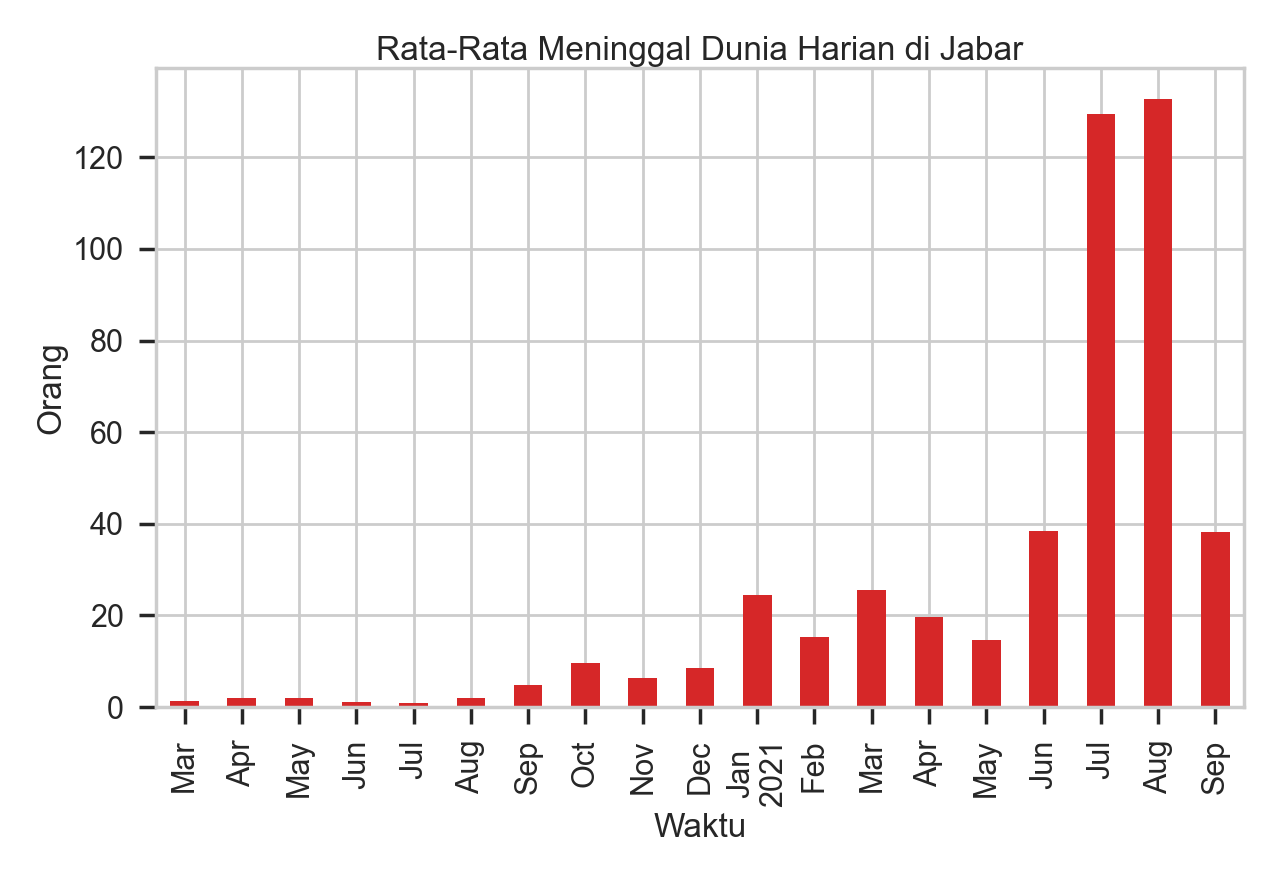 Rata-Rata Meninggal Dunia Harian di Jabar
120
100
80
60
40
20
0
Orang
Mar
Apr
May
Jun
Jul
Aug
Sep
Oct
Nov
Dec
Jan
2021
Feb
Mar
Apr
May
Jun
Jul
Aug
Sep
Waktu